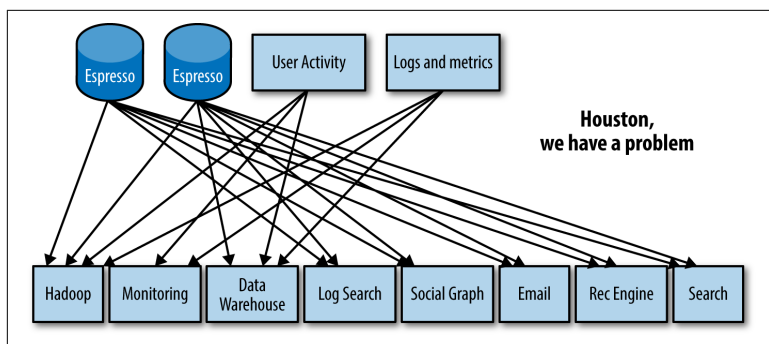 Espresso
Espresso
User Activity
Logs and metrics
Houston,
we have a problem
Hadoop
Monitoring
Data
Warehouse
Log Search
Social Graph
Email
Rec Engine
Search